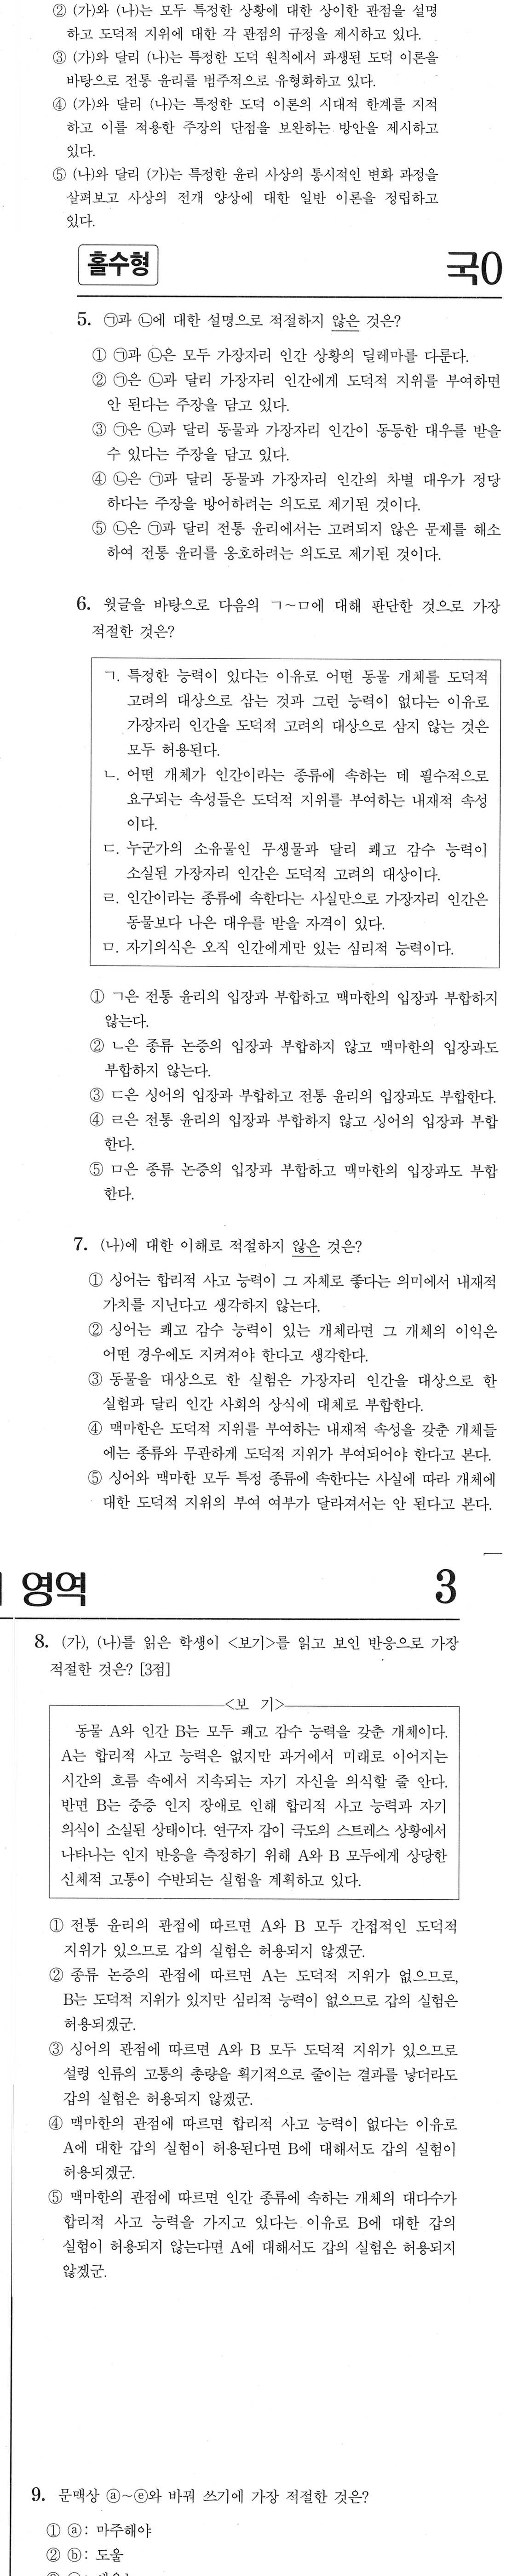 ② (가)와 (나)는 모두 특정한 상황에 대한 상이한 관점을 설명
하고 도덕적 지위에 대한 각 관점의 규정을 제시하고 있다.
③ (가)와 달리 (나)는 특정한 도덕 원칙에서 파생된 도덕 이론을
바탕으로 전통 윤리를 범주적으로 유형화하고 있다.
④ (가)와 달리 (나)는 특정한 도덕 이론의 시대적 한계를 지적
하고 이를 적용한 주장의 단점을 보완하는 방안을 제시하고
있다.
⑤ (나)와 달리 (가)는 특정한 윤리 사상의 통시적인 변화 과정을
살펴보고 사상의 전개 양상에 대한 일반 이론을 정립하고
있다.
홀수형
국0
5. ㉠과 ㉡에 대한 설명으로 적절하지 않은 것은?
① ㉠과 ㉡은 모두 가장자리 인간 상황의 딜레마를 다룬다.
② ㉠은 ㉡과 달리 가장자리 인간에게 도덕적 지위를 부여하면
안 된다는 주장을 담고 있다.
③ ㉠은 ㉡과 달리 동물과 가장자리 인간이 동등한 대우를 받을
수 있다는 주장을 담고 있다.
④ ㉡은 ㉠과 달리 동물과 가장자리 인간의 차별 대우가 정당
하다는 주장을 방어하려는 의도로 제기된 것이다.
⑤ ㉡은 ㉠과 달리 전통 윤리에서는 고려되지 않은 문제를 해소
하여 전통 윤리를 옹호하려는 의도로 제기된 것이다.
6. 윗글을 바탕으로 다음의 ㄱ~ㅁ에 대해 판단한 것으로 가장
적절한 것은?
ㄱ. 특정한 능력이 있다는 이유로 어떤 동물 개체를 도덕적
고려의 대상으로 삼는 것과 그런 능력이 없다는 이유로
가장자리 인간을 도덕적 고려의 대상으로 삼지 않는 것은
모두 허용된다.
ㄴ. 어떤 개체가 인간이라는 종류에 속하는 데 필수적으로
요구되는 속성들은 도덕적 지위를 부여하는 내재적 속성
이다.
ㄷ. 누군가의 소유물인 무생물과 달리 쾌고 감수 능력이
소실된 가장자리 인간은 도덕적 고려의 대상이다.
ㄹ. 인간이라는 종류에 속한다는 사실만으로 가장자리 인간은
동물보다 나은 대우를 받을 자격이 있다.
ㅁ. 자기의식은 오직 인간에게만 있는 심리적 능력이다.
① ㄱ은 전통 윤리의 입장과 부합하고 맥마한의 입장과 부합하지
않는다.
② ㄴ은 종류 논증의 입장과 부합하지 않고 맥마한의 입장과도
부합하지 않는다.
③ ㄷ은 싱어의 입장과 부합하고 전통 윤리의 입장과도 부합한다.
④ ㄹ은 전통 윤리의 입장과 부합하지 않고 싱어의 입장과 부합
한다.
⑤ ㅁ은 종류 논증의 입장과 부합하고 맥마한의 입장과도 부합
한다.
7. (나)에 대한 이해로 적절하지 않은 것은?
① 싱어는 합리적 사고 능력이 그 자체로 좋다는 의미에서 내재적
가치를 지닌다고 생각하지 않는다.
② 싱어는 쾌고 감수 능력이 있는 개체라면 그 개체의 이익은
어떤 경우에도 지켜져야 한다고 생각한다.
③ 동물을 대상으로 한 실험은 가장자리 인간을 대상으로 한
실험과 달리 인간 사회의 상식에 대체로 부합한다.
④ 맥마한은 도덕적 지위를 부여하는 내재적 속성을 갖춘 개체들
에는 종류와 무관하게 도덕적 지위가 부여되어야 한다고 본다.
⑤ 싱어와 맥마한 모두 특정 종류에 속한다는 사실에 따라 개체에
대한 도덕적 지위의 부여 여부가 달라져서는 안 된다고 본다.
영역
3
8. (가), (나)를 읽은 학생이 <보기>를 읽고 보인 반응으로 가장
적절한 것은? [3점]
<보 기>
동물 A와 인간 B는 모두 쾌고 감수 능력을 갖춘 개체이다.
A는 합리적 사고 능력은 없지만 과거에서 미래로 이어지는
시간의 흐름 속에서 지속되는 자기 자신을 의식할 줄 안다.
반면 B는 중증 인지 장애로 인해 합리적 사고 능력과 자기
의식이 소실된 상태이다. 연구자 갑이 극도의 스트레스 상황에서
나타나는 인지 반응을 측정하기 위해 A와 B 모두에게 상당한
신체적 고통이 수반되는 실험을 계획하고 있다.
① 전통 윤리의 관점에 따르면 A와 B 모두 간접적인 도덕적
지위가 있으므로 갑의 실험은 허용되지 않겠군.
② 종류 논증의 관점에 따르면 A는 도덕적 지위가 없으므로,
B는 도덕적 지위가 있지만 심리적 능력이 없으므로 갑의 실험은
허용되겠군.
③ 싱어의 관점에 따르면 A와 B 모두 도덕적 지위가 있으므로
설령 인류의 고통의 총량을 획기적으로 줄이는 결과를 낳더라도
갑의 실험은 허용되지 않겠군.
④ 맥마한의 관점에 따르면 합리적 사고 능력이 없다는 이유로
A에 대한 갑의 실험이 허용된다면 B에 대해서도 갑의 실험이
허용되겠군.
⑤ 맥마한의 관점에 따르면 인간 종류에 속하는 개체의 대다수가
합리적 사고 능력을 가지고 있다는 이유로 B에 대한 갑의
실험이 허용되지 않는다면 A에 대해서도 갑의 실험은 허용되지
않겠군.
9. 문맥상 ⓐ~ⓔ와 바꿔 쓰기에 가장 적절한 것은?
① ⓐ: 마주해야
② ⓑ: 도울